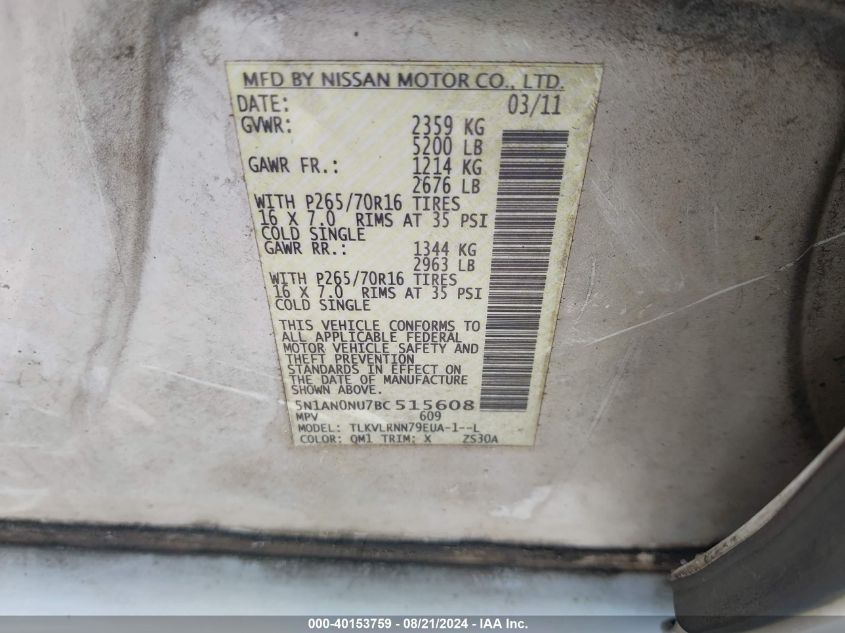 MFD BY NISSAN MOTOR CO., LTD.
DATE: 03/11
GVWR: 2359 KG
5200 LB
GAWR FR.: 1214 KG
2676 LB
WITH P265/70R16 TIRES
16 X 7.0 RIMS AT 35 PSI
COLD SINGLE
GAWR RR.: 1344 KG
2963 LB
WITH P265/70R16 TIRES
16 X 7.0 RIMS AT 35 PSI
COLD SINGLE
THIS VEHICLE CONFORMS TO
ALL APPLICABLE FEDERAL
MOTOR VEHICLE SAFETY AND
THEFT PREVENTION
STANDARDS IN EFFECT ON
THE DATE OF MANUFACTURE
SHOWN ABOVE.
5N1AN0NU7BC515608
MPV 609
MODEL: TLKVLRNN79EUA-1--L
COLOR: QM1 TRIM: X ZS30A
000-40153759 - 08/21/2024 - IAA Inc.